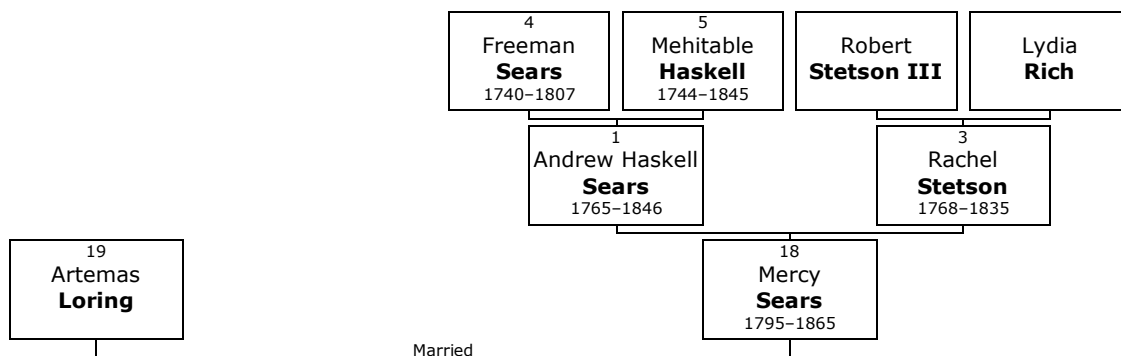 4
Freeman
Sears
1740–1807
5
Mehitable
Haskell
1744–1845
Robert
Stetson III
Lydia
Rich
1
Andrew Haskell
Sears
1765–1846
3
Rachel
Stetson
1768–1835
19
Artemas
Loring
18
Mercy
Sears
1795–1865
Married